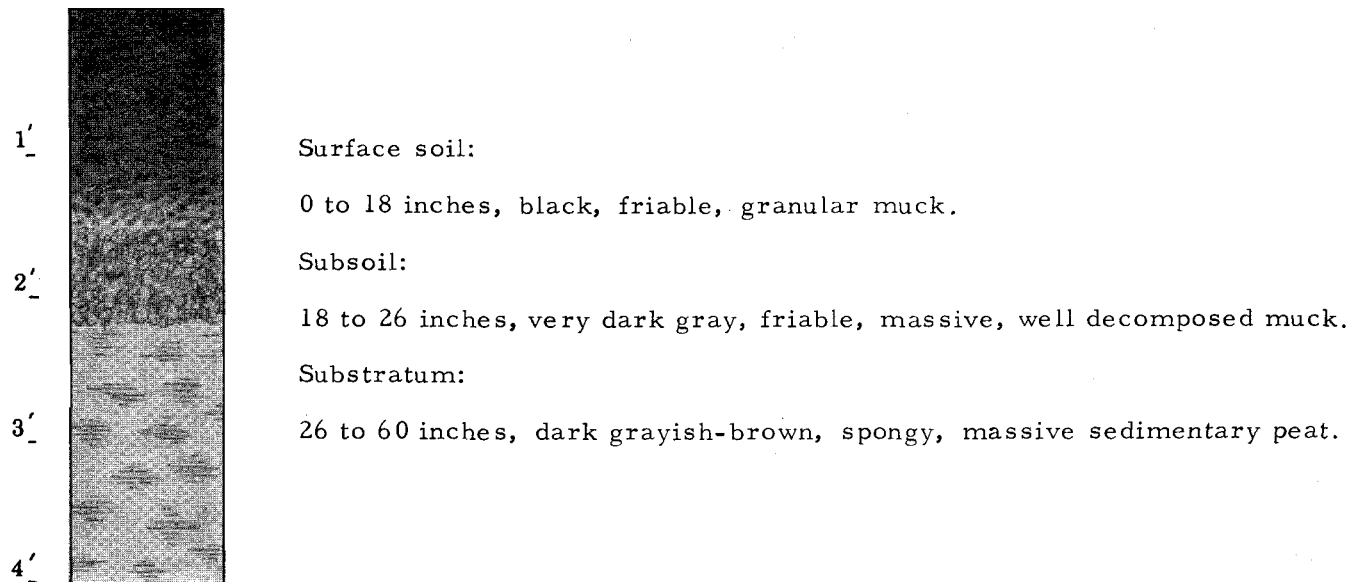 1'
Surface soil:
0 to 18 inches, black, friable, granular muck.
Subsoil:
2'
18 to 26 inches, very dark gray, friable, massive, well decomposed muck.
Substratum:
3'
26 to 60 inches, dark grayish-brown, spongy, massive sedimentary peat.
4'